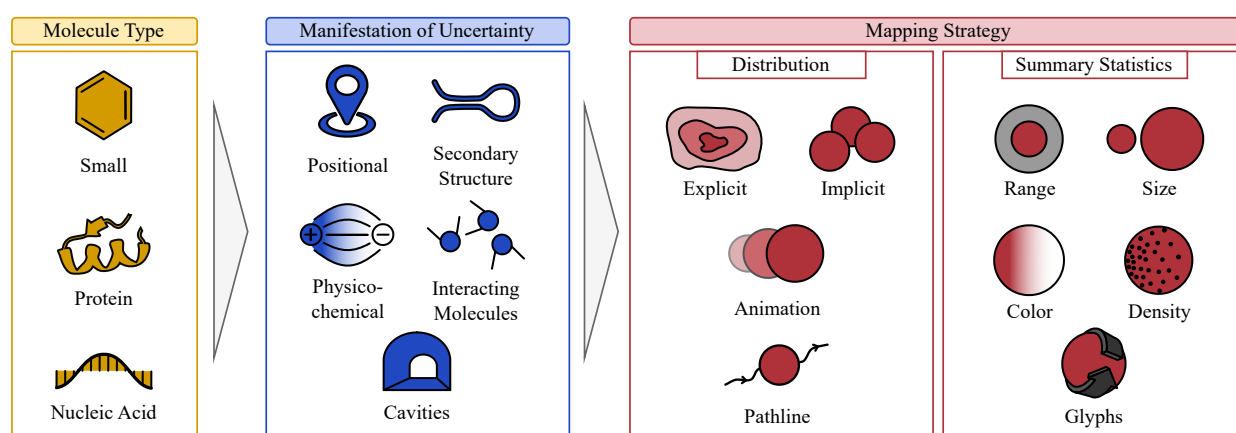 Molecule Type
Small
Protein
Nucleic Acid
Manifestation of Uncertainty
Positional
Secondary
Structure
Physico-
chemical
Interacting
Molecules
Cavities
Mapping Strategy
Distribution
Explicit
Implicit
Animation
Pathline
Summary Statistics
Range
Size
Color
Density
Glyphs